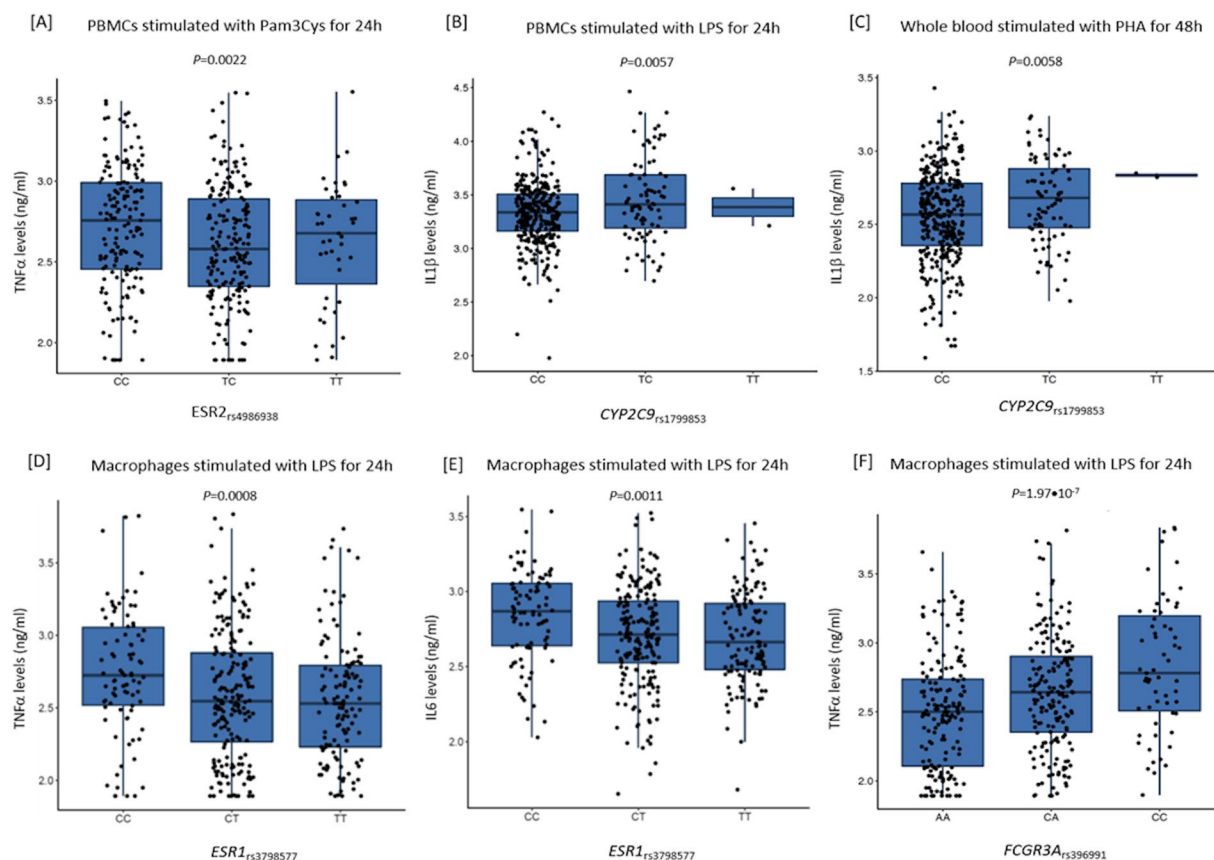 [A] PBMCs stimulated with Pam3Cys for 24h
P=0.0022
TNFα levels (ng/ml)
3.5
3.0
2.5
2.0
CC TC TT
ESR2rs4986938
[B] PBMCs stimulated with LPS for 24h
P=0.0057
IL1β levels (ng/ml)
4.5
4.0
3.5
3.0
2.5
2.0
CC TC TT
CYP2C9rs1799853
[C] Whole blood stimulated with PHA for 48h
P=0.0058
IL1β levels (ng/ml)
3.5
3.0
2.5
2.0
1.5
CC TC TT
CYP2C9rs1799853
[D] Macrophages stimulated with LPS for 24h
P=0.0008
TNFα levels (ng/ml)
3.5
3.0
2.5
2.0
CC CT TT
ESR1rs3798577
[E] Macrophages stimulated with LPS for 24h
P=0.0011
IL6 levels (ng/ml)
3.5
3.0
2.5
2.0
CC CT TT
ESR1rs3798577
[F] Macrophages stimulated with LPS for 24h
P=1.97•10-7
TNFα levels (ng/ml)
3.5
3.0
2.5
2.0
AA CA CC
FCGR3Ars396991